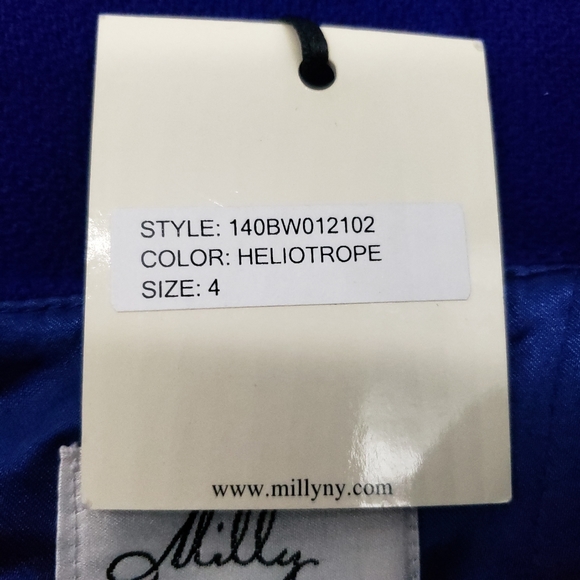 STYLE: 140BW012102
COLOR: HELIOTROPE
SIZE: 4
www.millyny.com
Milly